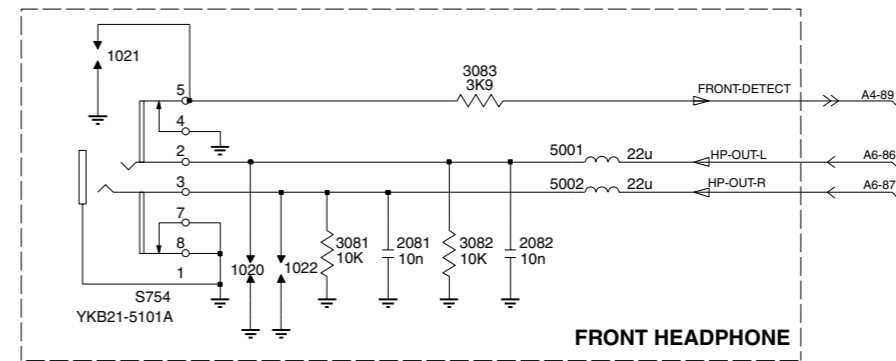 1021
5
3083
3K9
FRONT-DETECT
A4-89
4
2
5001
22u
HP-OUT-L
A6-86
3
5002
22u
HP-OUT-R
A6-87
7
8
1
1020
1022
3081
10K
2081
10n
3082
10K
2082
10n
S754
YKB21-5101A
FRONT HEADPHONE